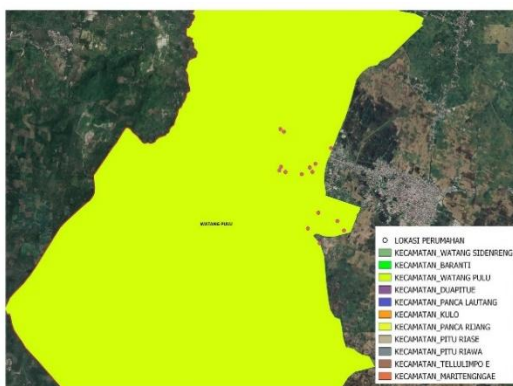 WATANG PULU
LOKASI PERUMAHAN
KECAMATAN_WATANG SIDENRENG
KECAMATAN_BARANTI
KECAMATAN_WATANG PULU
KECAMATAN_DUAPITUE
KECAMATAN_PANCA LAUTANG
KECAMATAN_KULO
KECAMATAN_PANCA RIJANG
KECAMATAN_PITU RIASE
KECAMATAN_PITU RIAWA
KECAMATAN_TELLULIMPO E
KECAMATAN_MARITENGNGAE